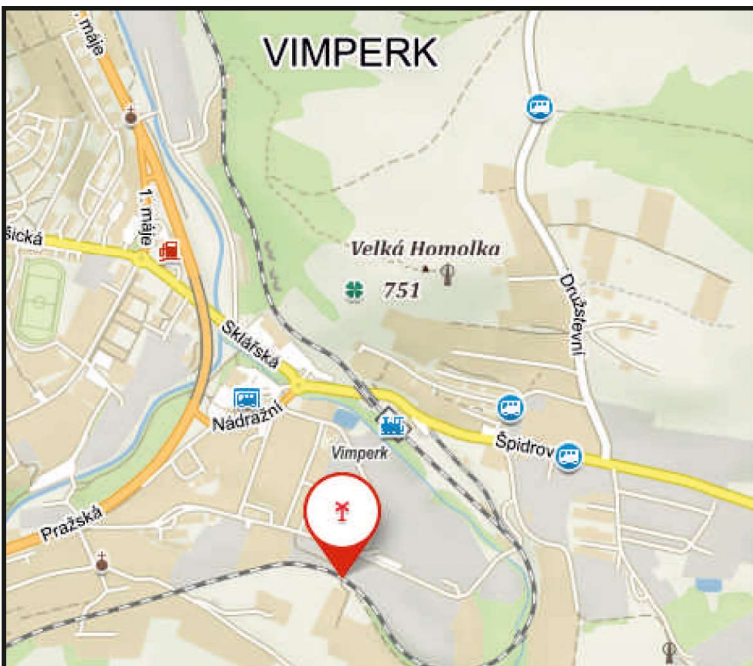 VIMPERK
1. máje
1. máje
šická
Velká Homolka
751
Družstevní
Sklářská
Nádražní
Vimperk
Špidrov
Pražská